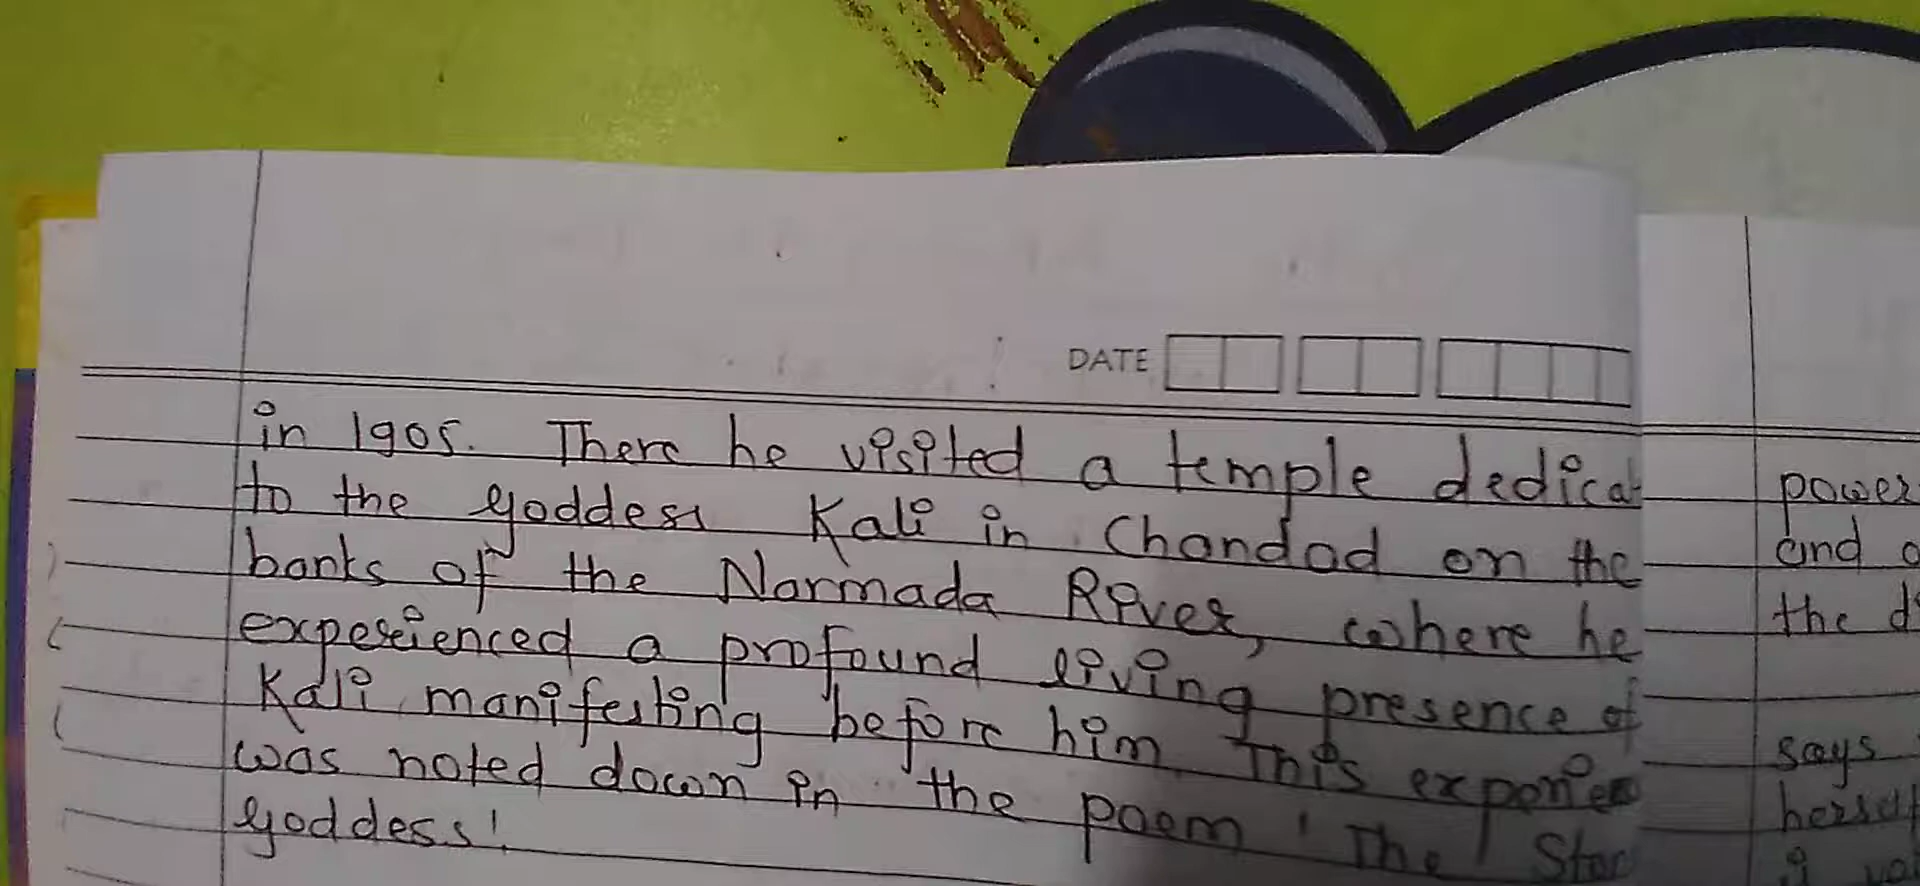 DATE
in 1905. There he visited a temple dedicat
to the goddess Kali in Chandod on the
banks of the Narmada River, where he
experienced a profound living presence of
Kali manifesting before him. This experien
was noted down in the poem 'The Ston
goddess'
power
and
the di
says
herself